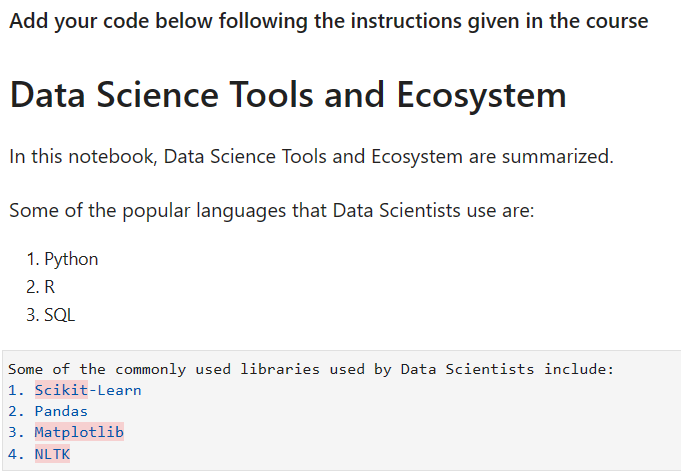 Add your code below following the instructions given in the course
Data Science Tools and Ecosystem
In this notebook, Data Science Tools and Ecosystem are summarized.
Some of the popular languages that Data Scientists use are:
1. Python
2. R
3. SQL
Some of the commonly used libraries used by Data Scientists include:
1. Scikit-Learn
2. Pandas
3. Matplotlib
4. NLTK